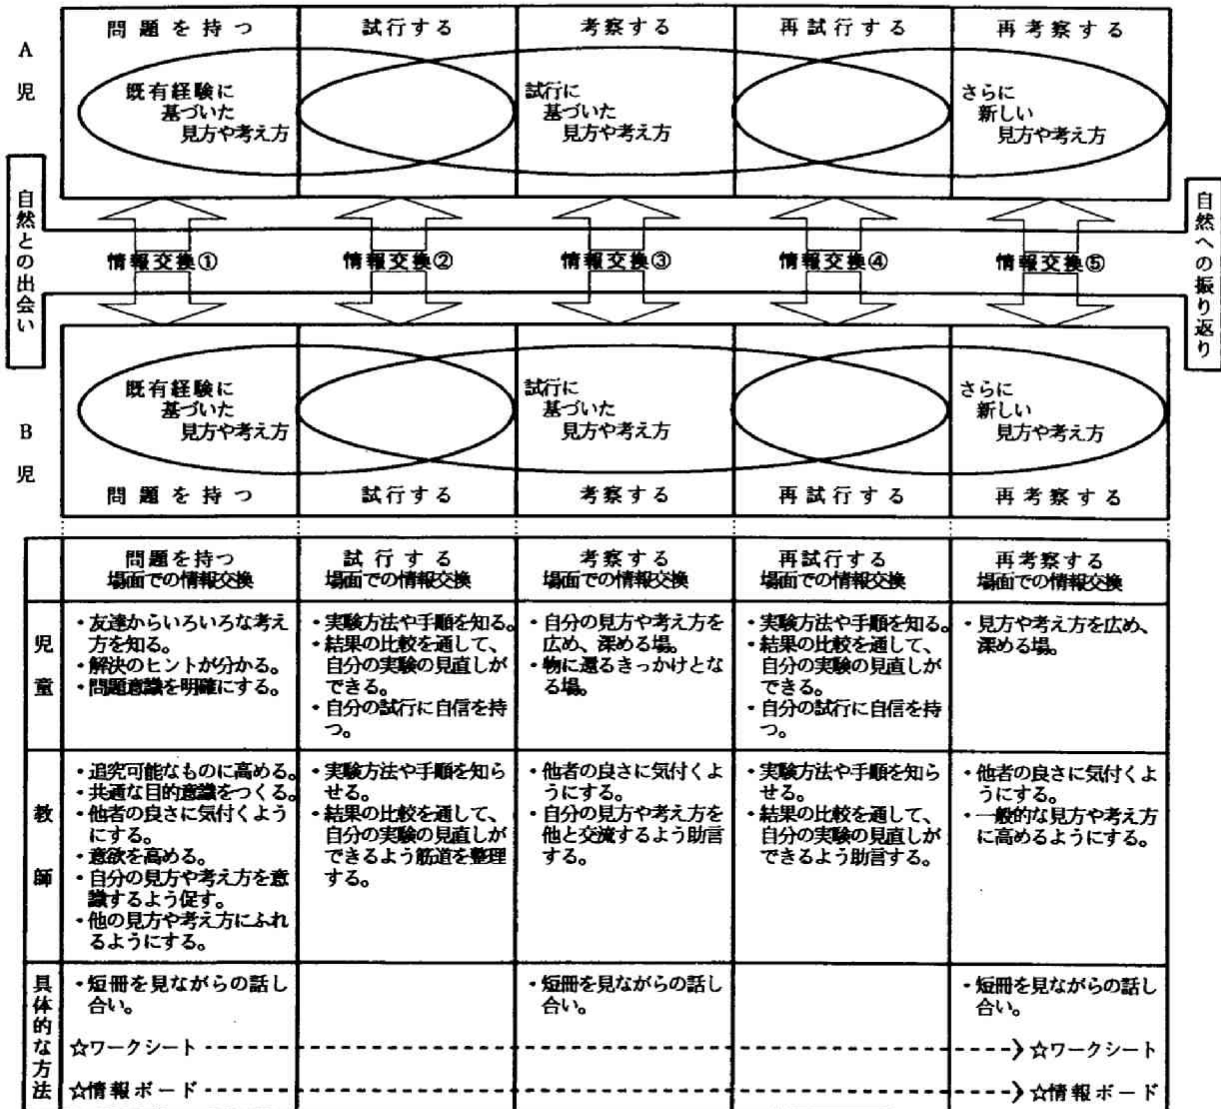 問題を持つ
試行する
考察する
再試行する
再考察する
A児
既有経験に
基づいた
見方や考え方
試行に
基づいた
見方や考え方
さらに
新しい
見方や考え方
自然との出会い
情報交換①
情報交換②
情報交換③
情報交換④
情報交換⑤
自然への振り返り
B児
既有経験に
基づいた
見方や考え方
試行に
基づいた
見方や考え方
さらに
新しい
見方や考え方
問題を持つ
試行する
考察する
再試行する
再考察する
問題を持つ
場面での情報交換
試行する
場面での情報交換
考察する
場面での情報交換
再試行する
場面での情報交換
再考察する
場面での情報交換
児童
・友達からいろいろな考え
方を知る。
・解決のヒントが分かる。
・問題意識を明確にする。
・実験方法や手順を知る。
・結果の比較を通して、
自分の実験の見直しが
できる。
・自分の試行に自信を持
つ。
・自分の見方や考え方を
広め、深める場。
・物に還るきっかけとな
る場。
・実験方法や手順を知る。
・結果の比較を通して、
自分の実験の見直しが
できる。
・自分の試行に自信を持
つ。
・見方や考え方を広め、
深める場。
教師
・追究可能なものに高める。
・共通な目的意識をつくる。
・他者の良さに気付くよう
にする。
・意欲を高める。
・自分の見方や考え方を意
識するよう促す。
・他の見方や考え方にふれ
るようにする。
・実験方法や手順を知ら
せる。
・結果の比較を通して、
自分の実験の見直しが
できるよう筋道を整理
する。
・他者の良さに気付くよ
うにする。
・自分の見方や考え方を
他と交流するよう助言
する。
・実験方法や手順を知ら
せる。
・結果の比較を通して、
自分の実験の見直しが
できるよう助言する。
・他者の良さに気付くよ
うにする。
・一般的な見方や考え方
に高めるようにする。
具体的な方法
・短冊を見ながらの話し
合い。
・短冊を見ながらの話し
合い。
・短冊を見ながらの話し
合い。
☆ワークシート
☆ワークシート
☆情報ボード
☆情報ボード